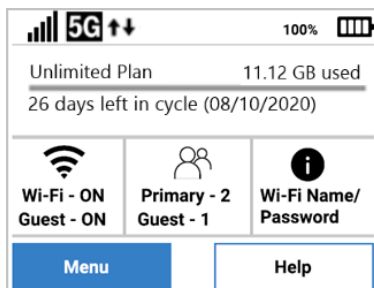 5G 100%
Unlimited Plan 11.12 GB used
26 days left in cycle (08/10/2020)
Wi-Fi - ON Primary - 2 Wi-Fi Name/
Guest - ON Guest - 1 Password
Menu Help